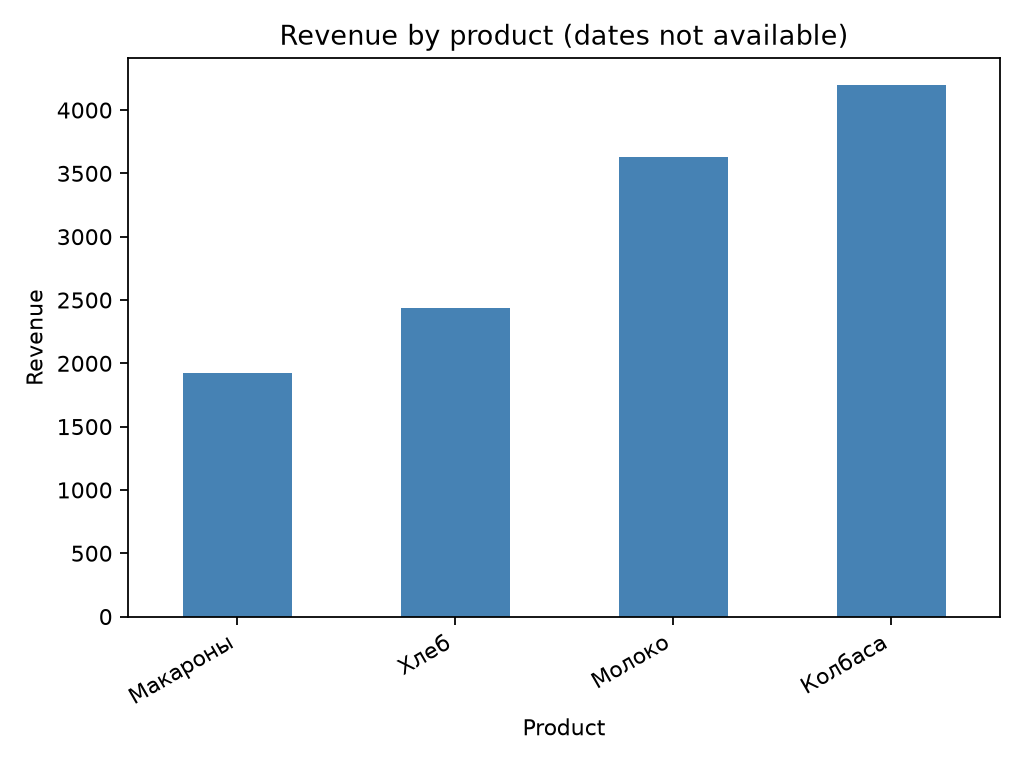 Revenue by product (dates not available)
Revenue
4000
3500
3000
2500
2000
1500
1000
500
0
Макароны
Хлеб
Молоко
Колбаса
Product